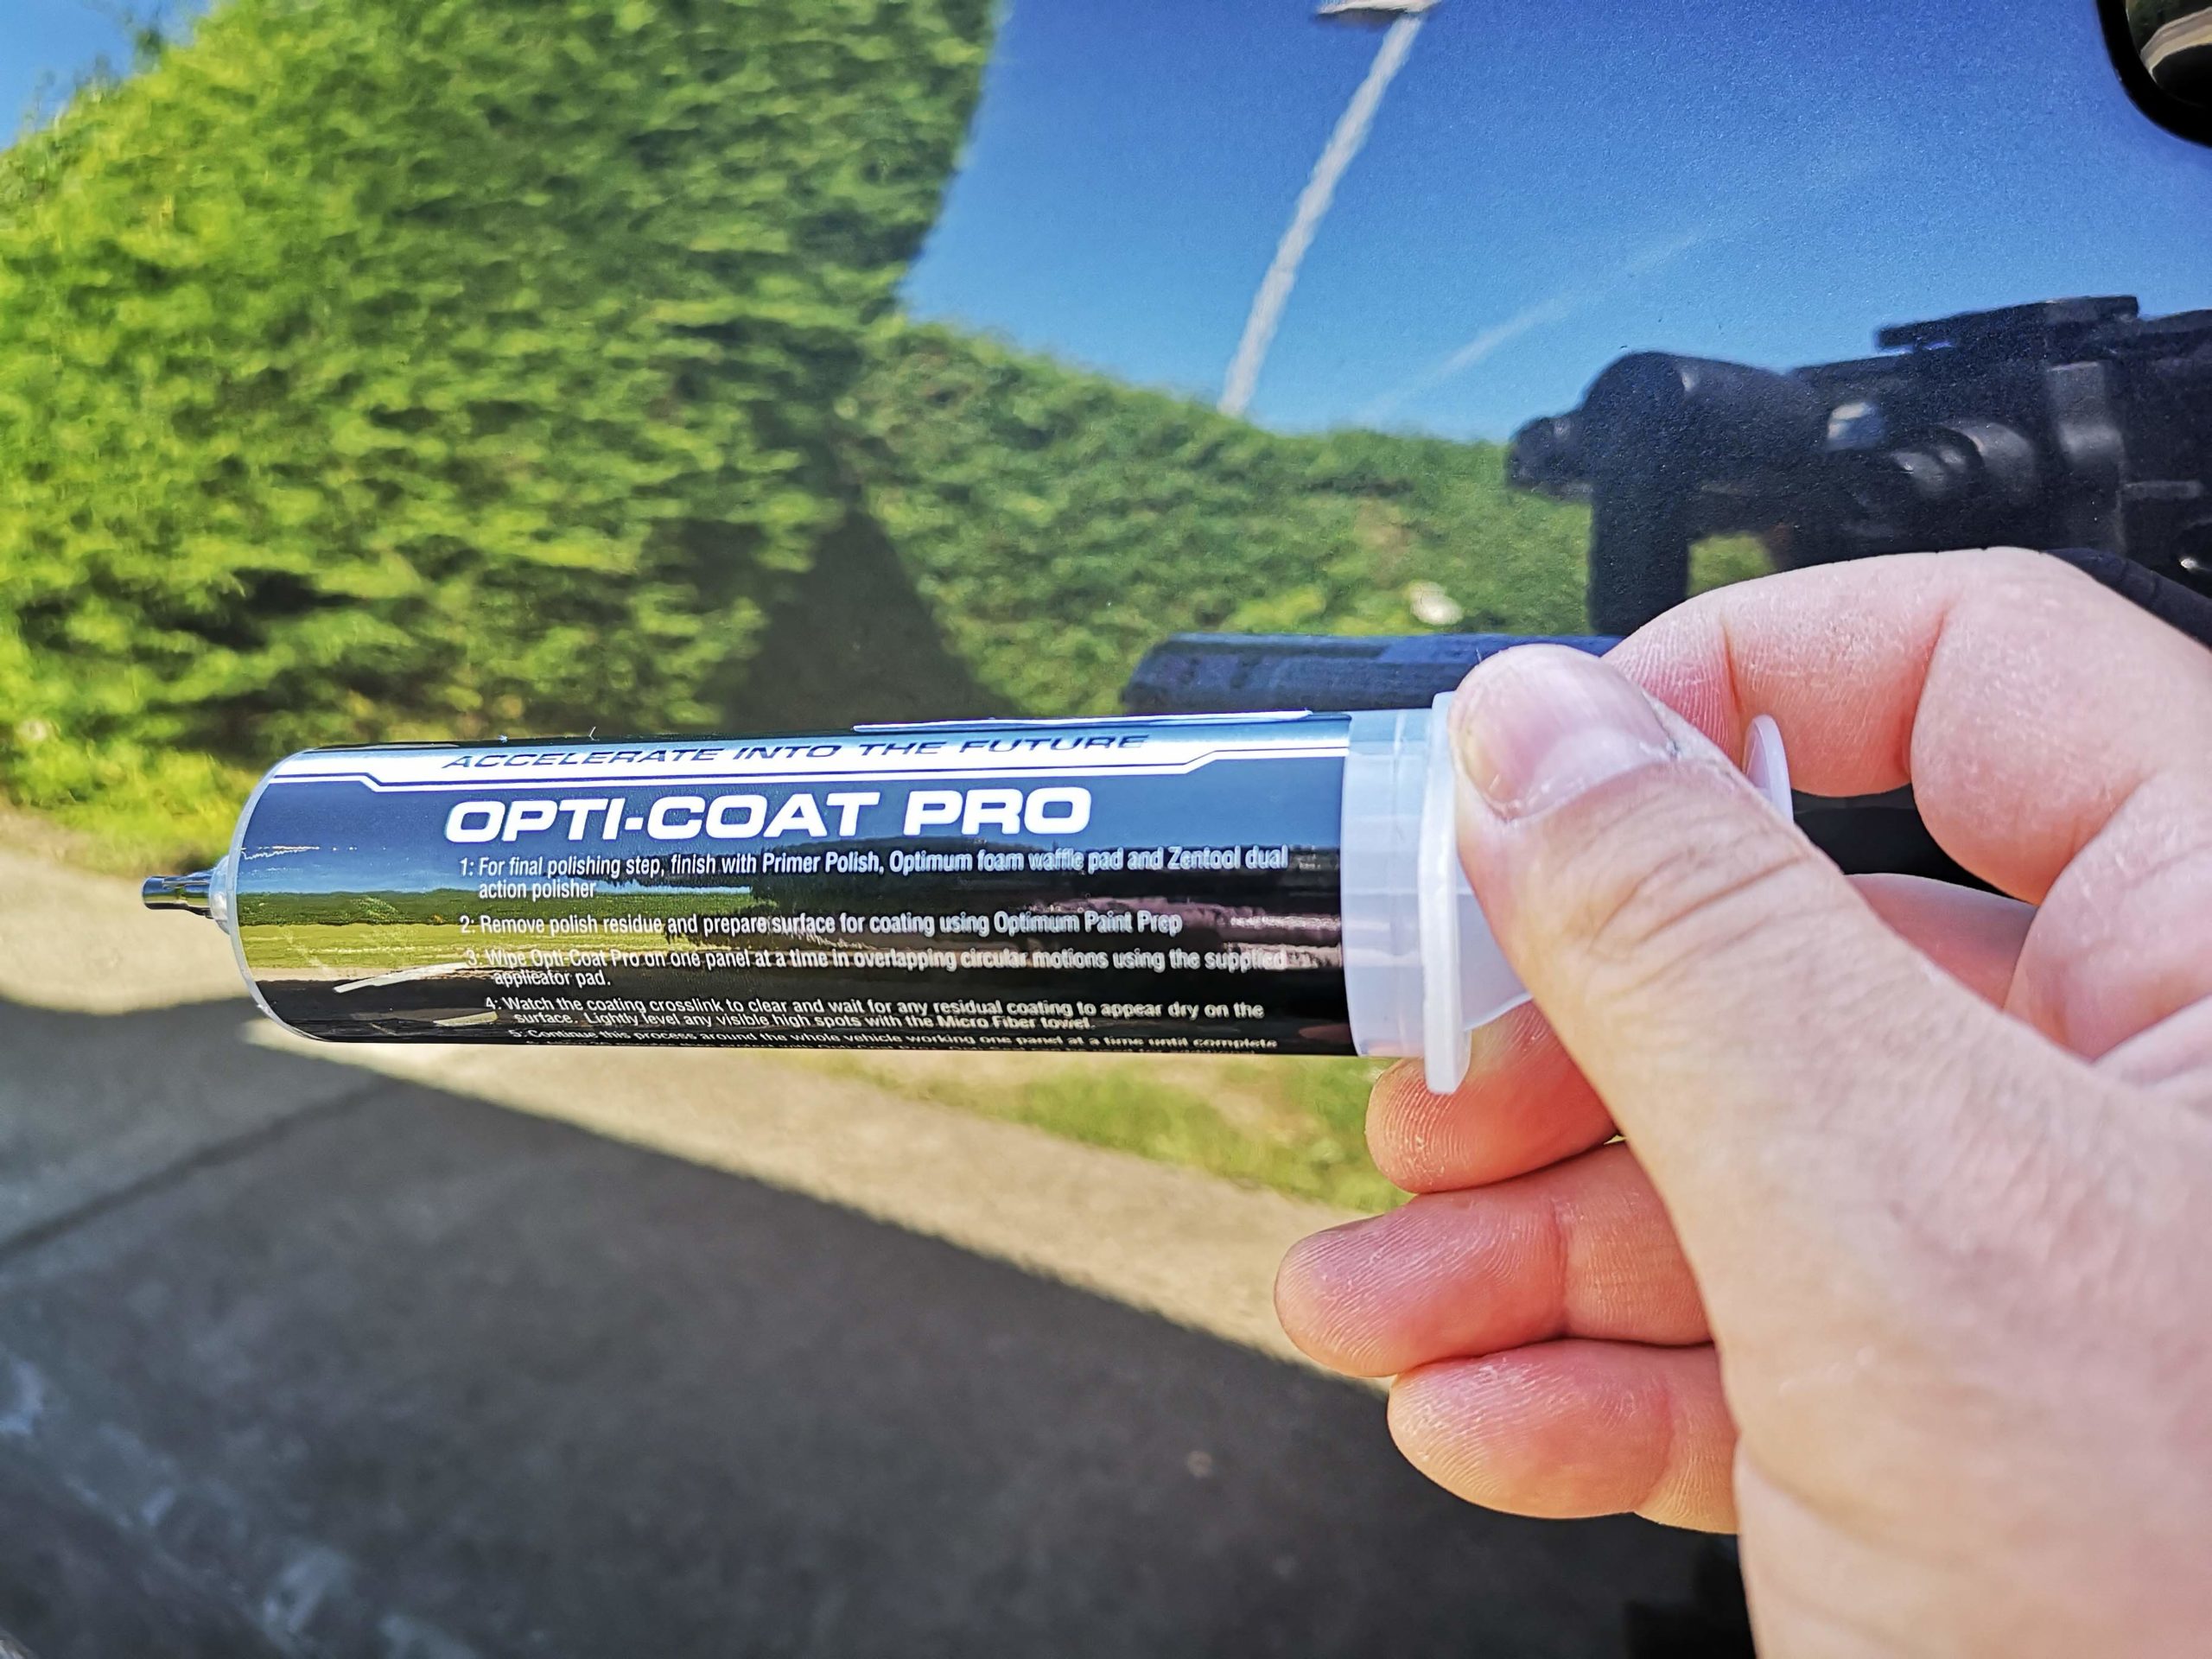 ACCELERATE INTO THE FUTURE
OPTI-COAT PRO
1: For final polishing step, finish with Primer Polish, Optimum foam waffle pad and Zentool dual
action polisher
2: Remove polish residue and prepare surface for coating using Optimum Paint Prep
3: Wipe Opti-Coat Pro on one panel at a time in overlapping circular motions using the supplied
applicator pad.
4: Watch the coating crosslink to clear and wait for any residual coating to appear dry on the
surface. Lightly level any visible high spots with the Micro Fiber towel.
5: Continue this process around the whole vehicle working one panel at a time until complete